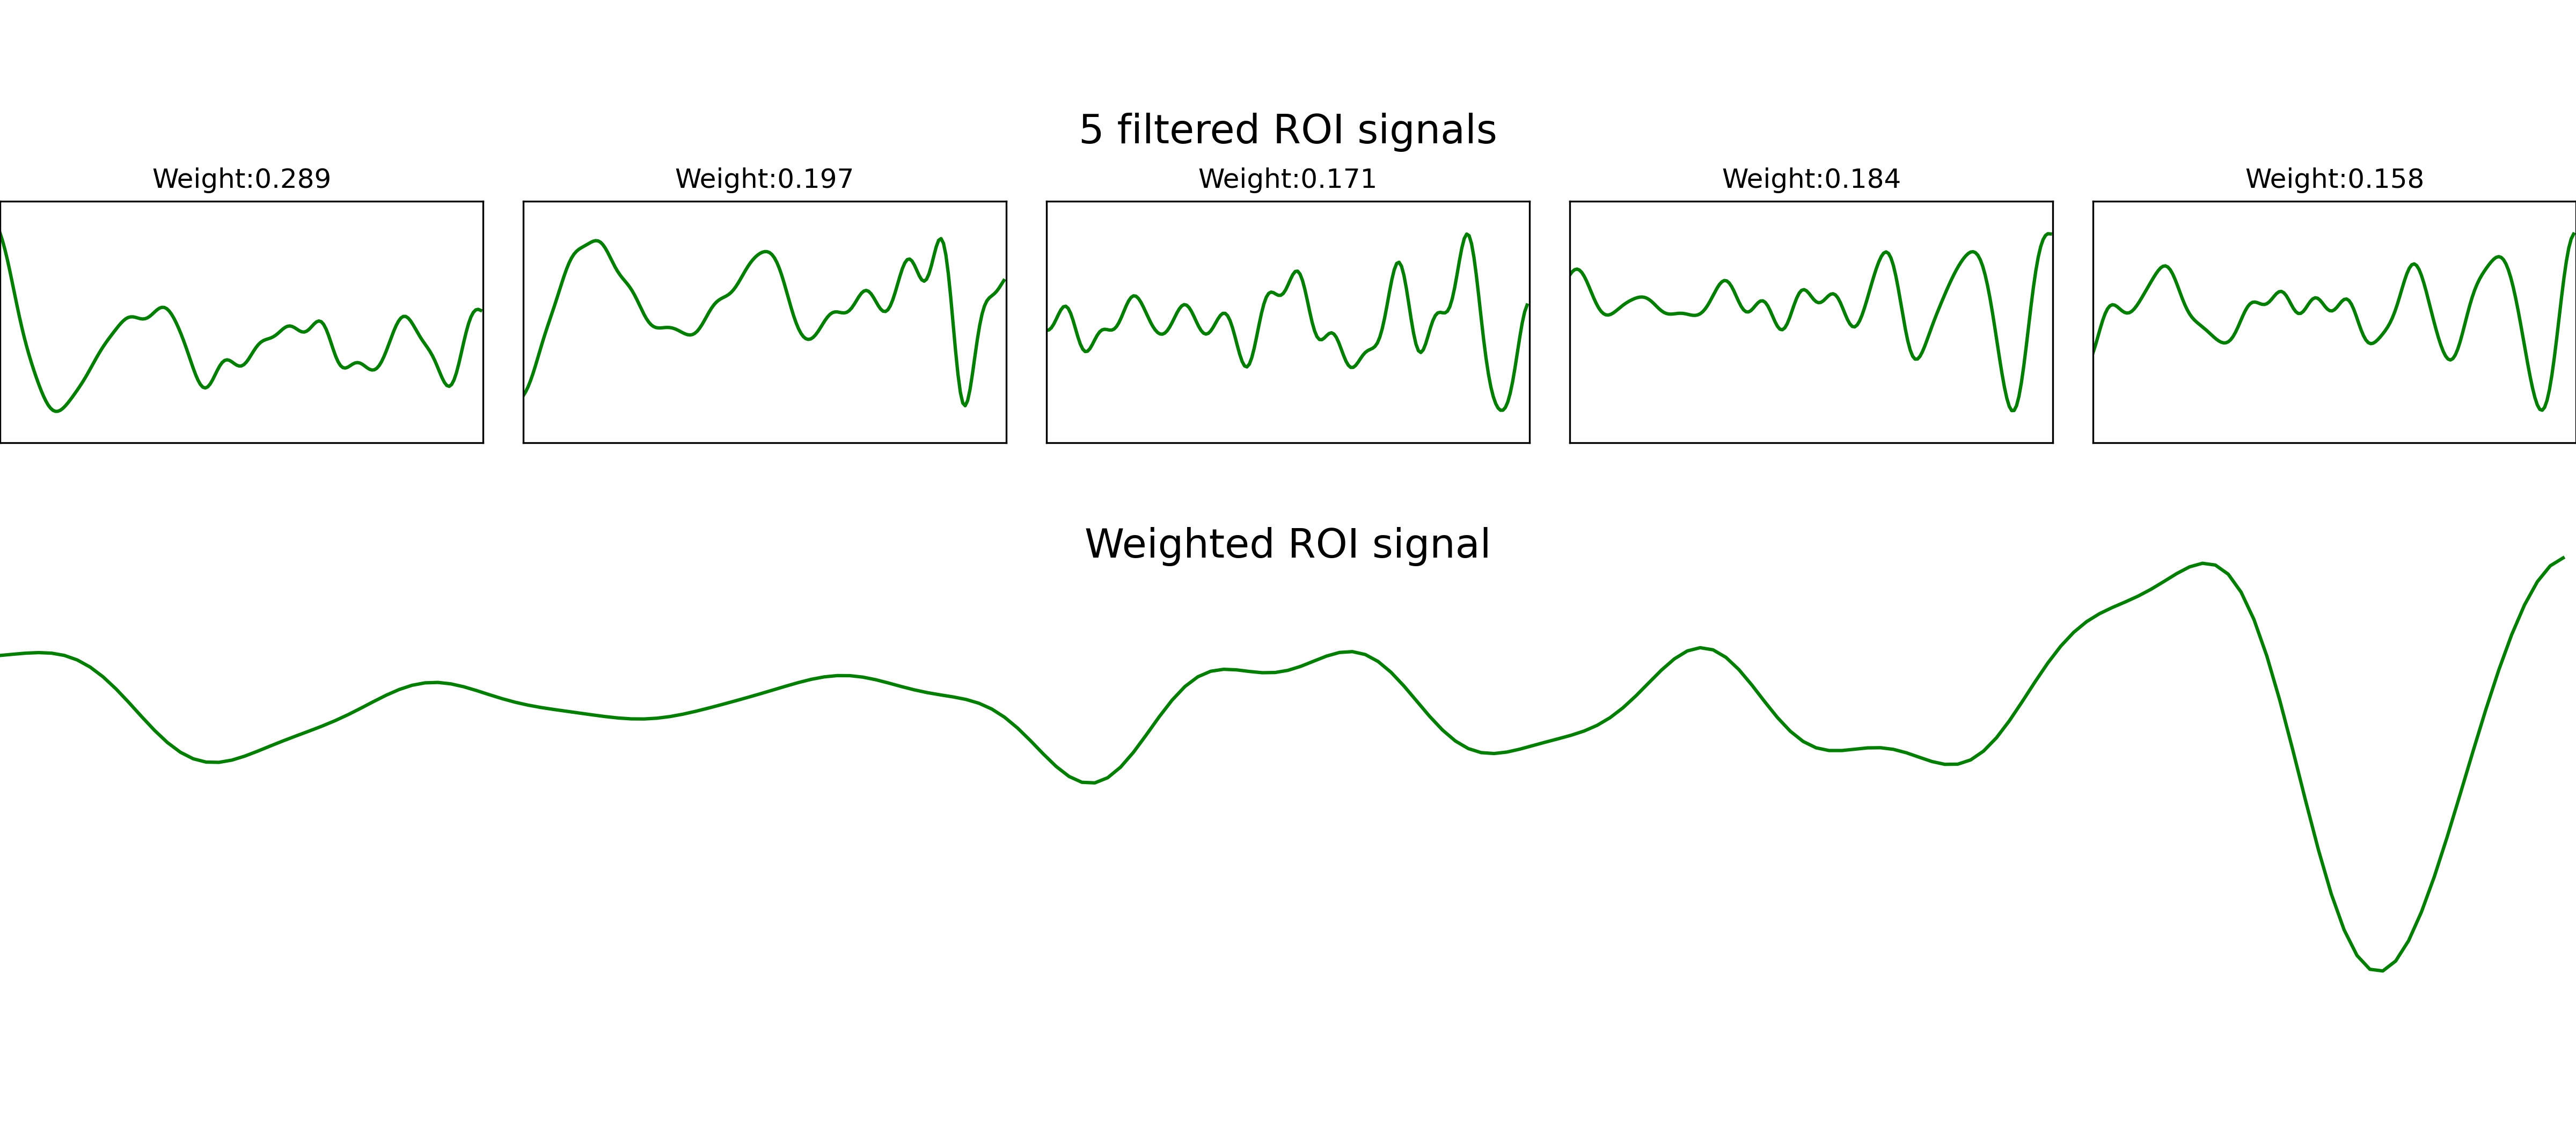 5 filtered ROI signals
Weight:0.289
Weight:0.197
Weight:0.171
Weight:0.184
Weight:0.158
Weighted ROI signal